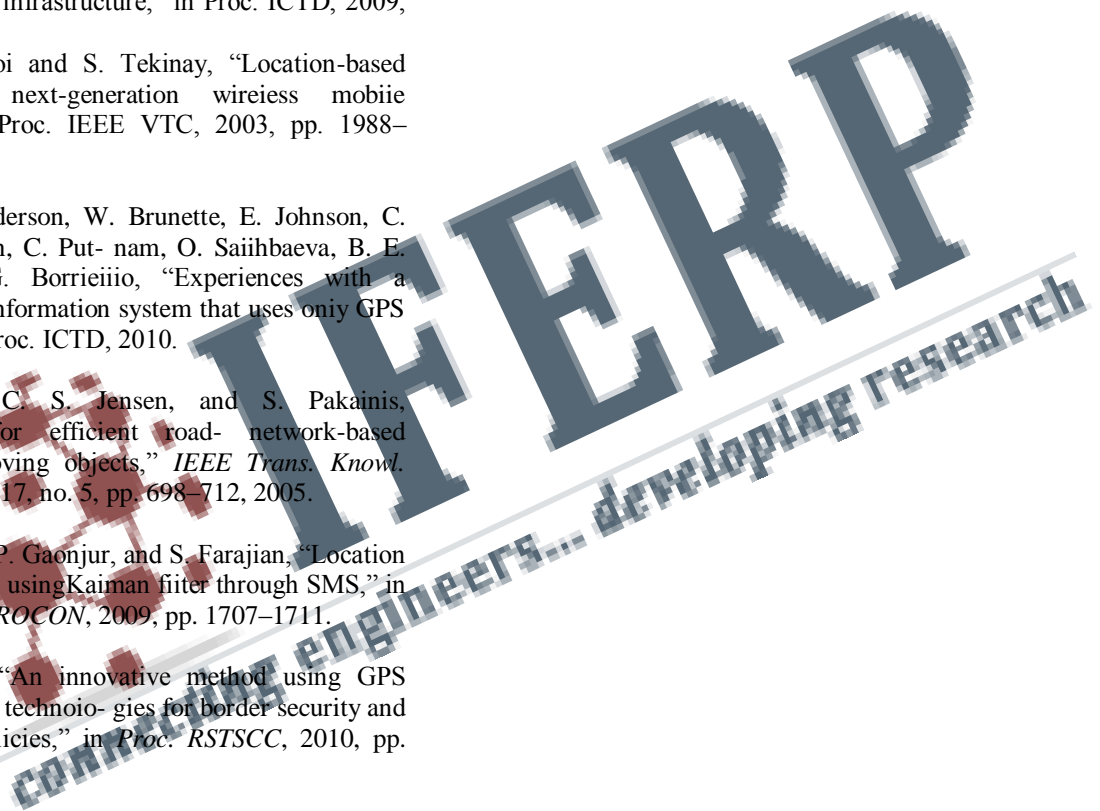 infrastructure," in Proc. ICTD, 2009,
oi and S. Tekinay, “Location-based
next-generation wireiess mobiie
Proc. IEEE VTC, 2003, pp. 1988–
derson, W. Brunette, E. Johnson, C.
n, C. Put- nam, O. Saiihbaeva, B. E.
G. Borrieiiio, “Experiences with a
information system that uses oniy GPS
roc. ICTD, 2010.
C. S. Jensen, and S. Pakainis,
for efficient road- network-based
oving objects,” IEEE Trans. Knowl.
17, no. 5, pp. 698–712, 2005.
P. Gaonjur, and S. Farajian, “Location
usingKaiman fiiter through SMS,” in
ROCON, 2009, pp. 1707–1711.
“An innovative method using GPS
technoio- gies for border security and
licies,” in Proc. RSTSCC, 2010, pp.
IFERP
connecting engineers... developing research